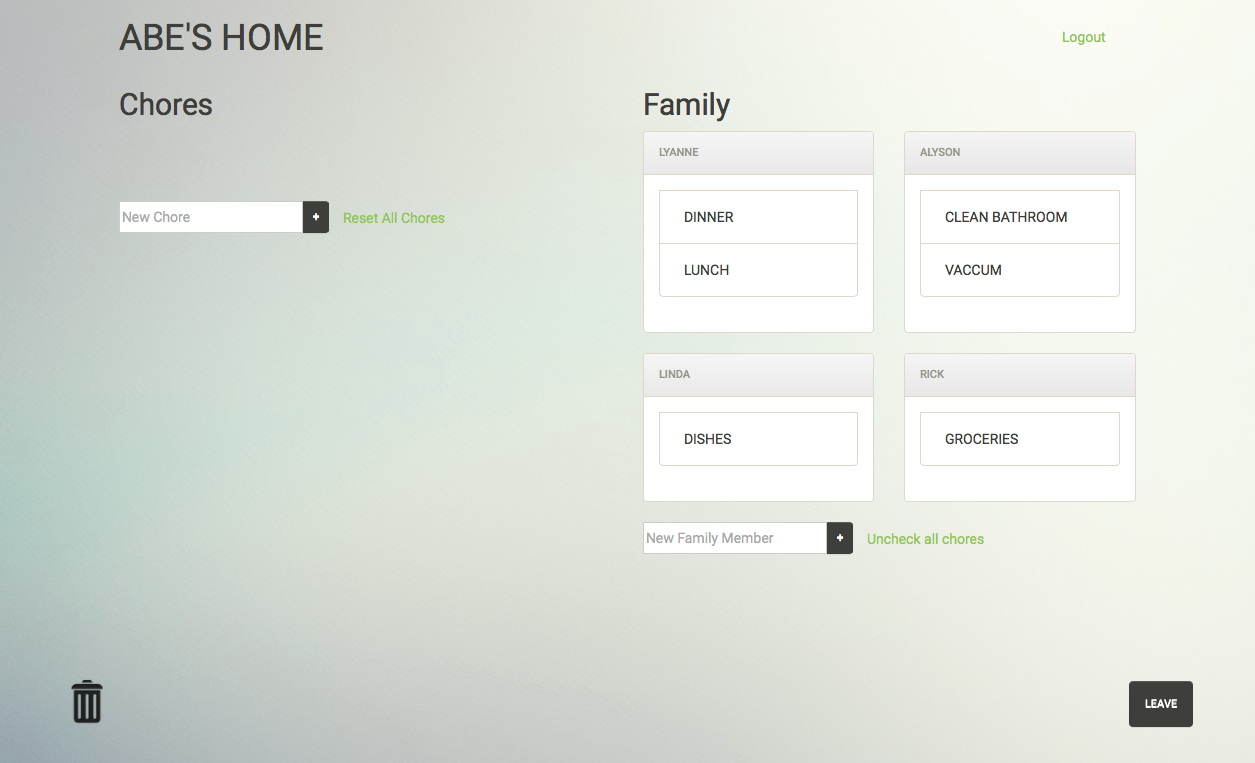 ABE'S HOME
Logout
Chores
New Chore
+
Reset All Chores
Family
LYANNE
DINNER
LUNCH
ALYSON
CLEAN BATHROOM
VACCUM
LINDA
DISHES
RICK
GROCERIES
New Family Member
+
Uncheck all chores
LEAVE